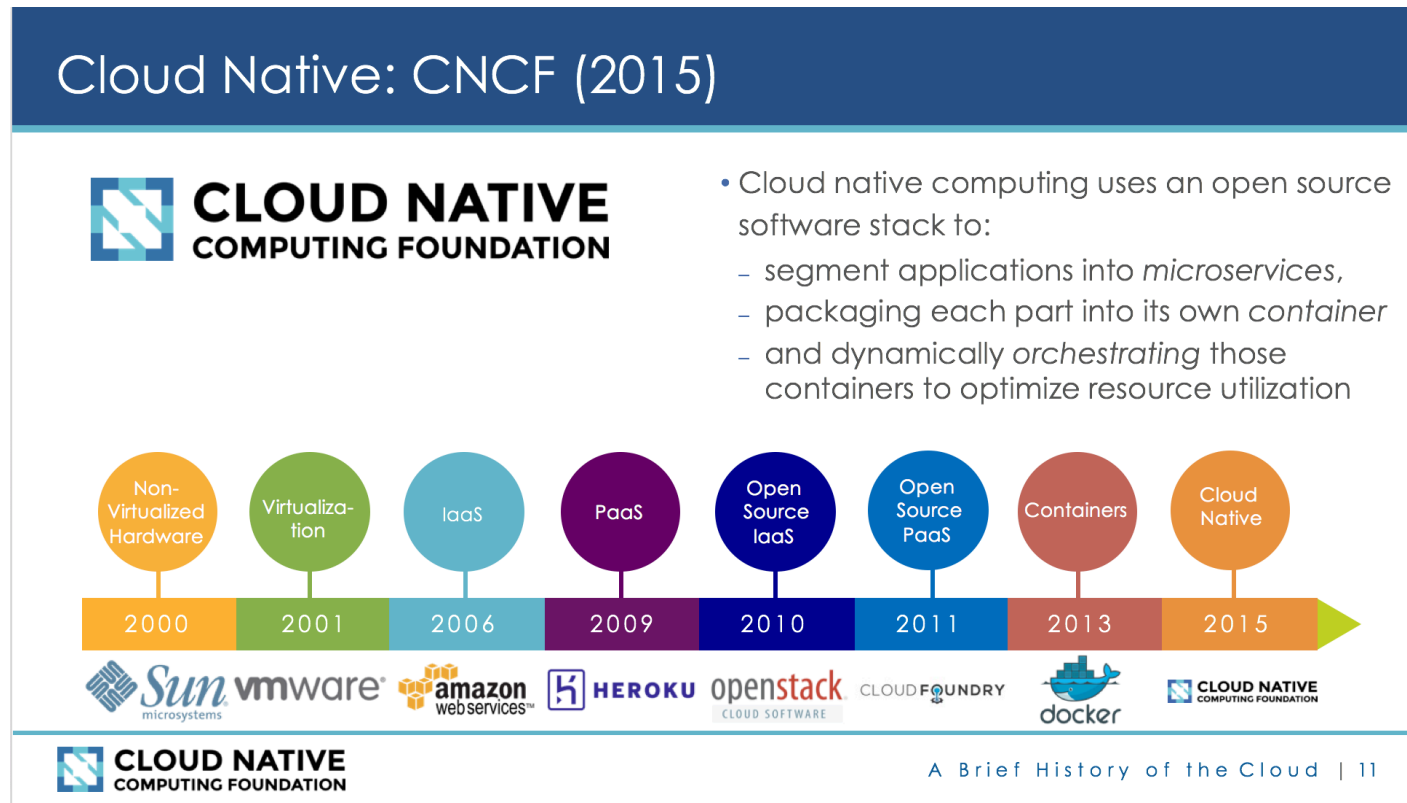 Cloud Native: CNCF (2015)
CLOUD NATIVE
COMPUTING FOUNDATION
• Cloud native computing uses an open source
software stack to:
– segment applications into microservices,
– packaging each part into its own container
– and dynamically orchestrating those
containers to optimize resource utilization
Non-
Virtualized
Hardware
Virtualiza-
tion
IaaS
PaaS
Open
Source
IaaS
Open
Source
PaaS
Containers
Cloud
Native
2000
2001
2006
2009
2010
2011
2013
2015
Sun
microsystems
vmware®
amazon
web services™
HEROKU
openstack
CLOUD SOFTWARE
CLOUD FOUNDRY
docker
CLOUD NATIVE
COMPUTING FOUNDATION
CLOUD NATIVE
COMPUTING FOUNDATION
A Brief History of the Cloud | 11